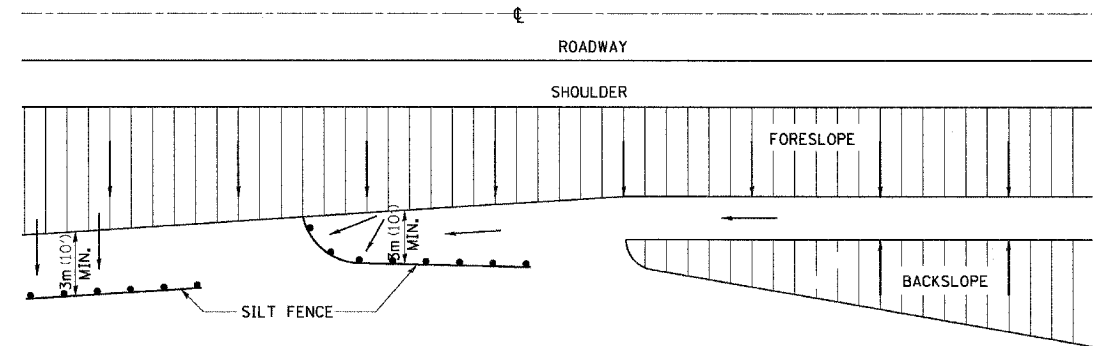 ℄
ROADWAY
SHOULDER
FORESLOPE
3m (10')
MIN.
3m (10')
MIN.
BACKSLOPE
SILT FENCE